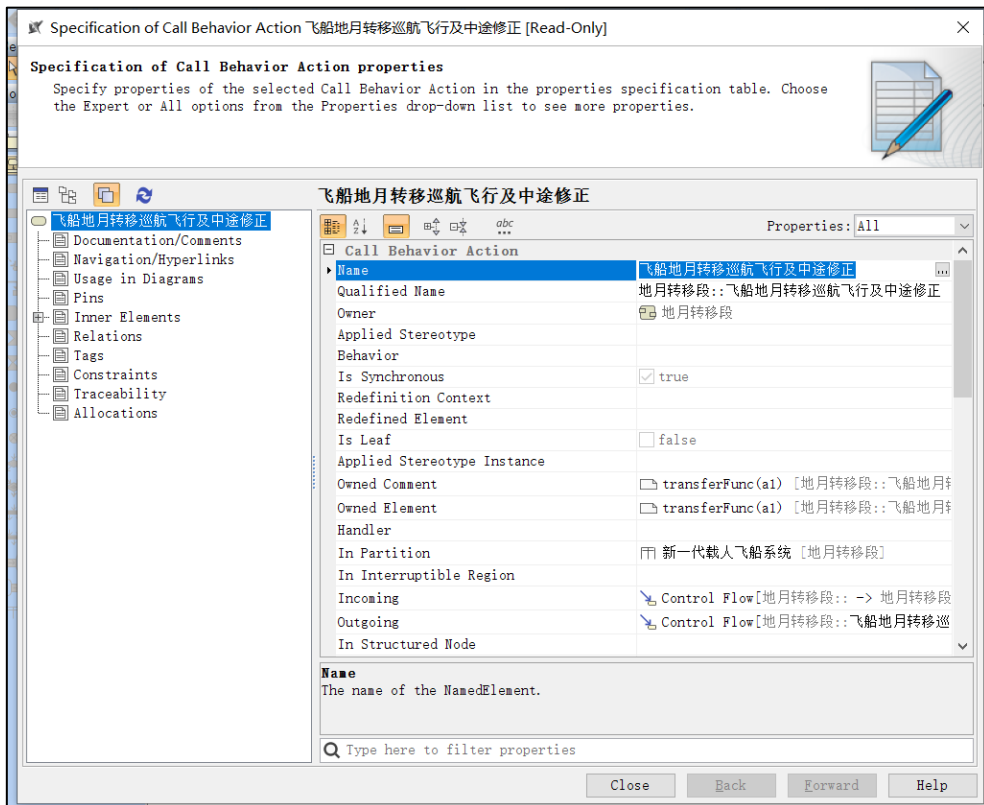 Specification of Call Behavior Action 飞船地月转移巡航飞行及中途修正 [Read-Only]
Specification of Call Behavior Action properties
Specify properties of the selected Call Behavior Action in the properties specification table. Choose
the Expert or All options from the Properties drop-down list to see more properties.
飞船地月转移巡航飞行及中途修正
飞船地月转移巡航飞行及中途修正
Documentation/Comments
Navigation/Hyperlinks
Usage in Diagrams
Pins
Inner Elements
Relations
Tags
Constraints
Traceability
Allocations
Properties: All
Call Behavior Action
Name 飞船地月转移巡航飞行及中途修正 ...
Qualified Name 地月转移段::飞船地月转移巡航飞行及中途修正
Owner 地月转移段
Applied Stereotype
Behavior
Is Synchronous true
Redefinition Context
Redefined Element
Is Leaf false
Applied Stereotype Instance
Owned Comment transferFunc(a1) [地月转移段::飞船地月转
Owned Element transferFunc(a1) [地月转移段::飞船地月转
Handler
In Partition 新一代载人飞船系统 [地月转移段]
In Interruptible Region
Incoming Control Flow[地月转移段:: -> 地月转移段
Outgoing Control Flow[地月转移段::飞船地月转移巡
In Structured Node
Name
The name of the NamedElement.
Type here to filter properties
Close Back Forward Help